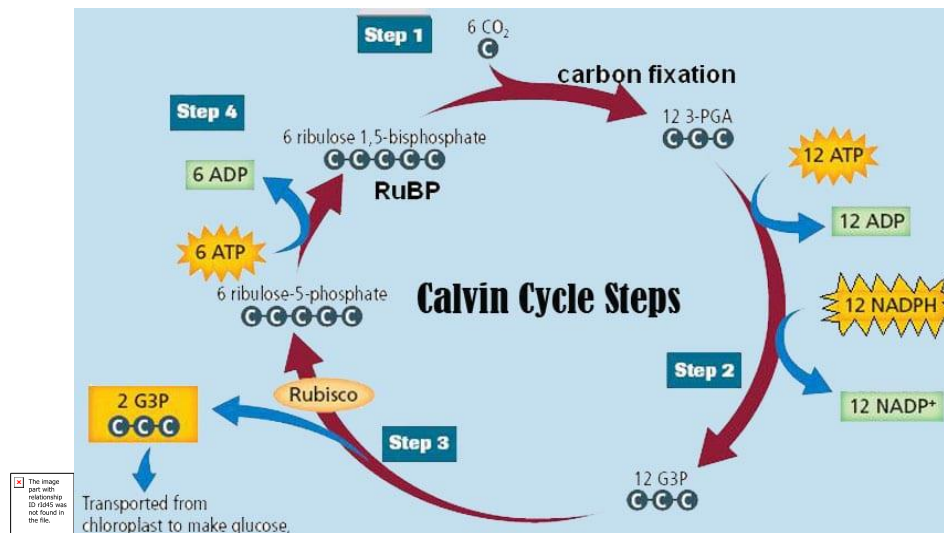 Step 1
6 CO₂
C
carbon fixation
Step 4
12 3-PGA
C-C-C
6 ribulose 1,5-bisphosphate
C-C-C-C-C
RuBP
12 ATP
6 ADP
12 ADP
6 ATP
6 ribulose-5-phosphate
C-C-C-C-C
Calvin Cycle Steps
12 NADPH
Step 2
Rubisco
2 G3P
C-C-C
12 NADP⁺
Step 3
12 G3P
C-C-C
Transported from
chloroplast to make glucose,
The image
part with
relationship
ID rId45 was
not found in
the file.